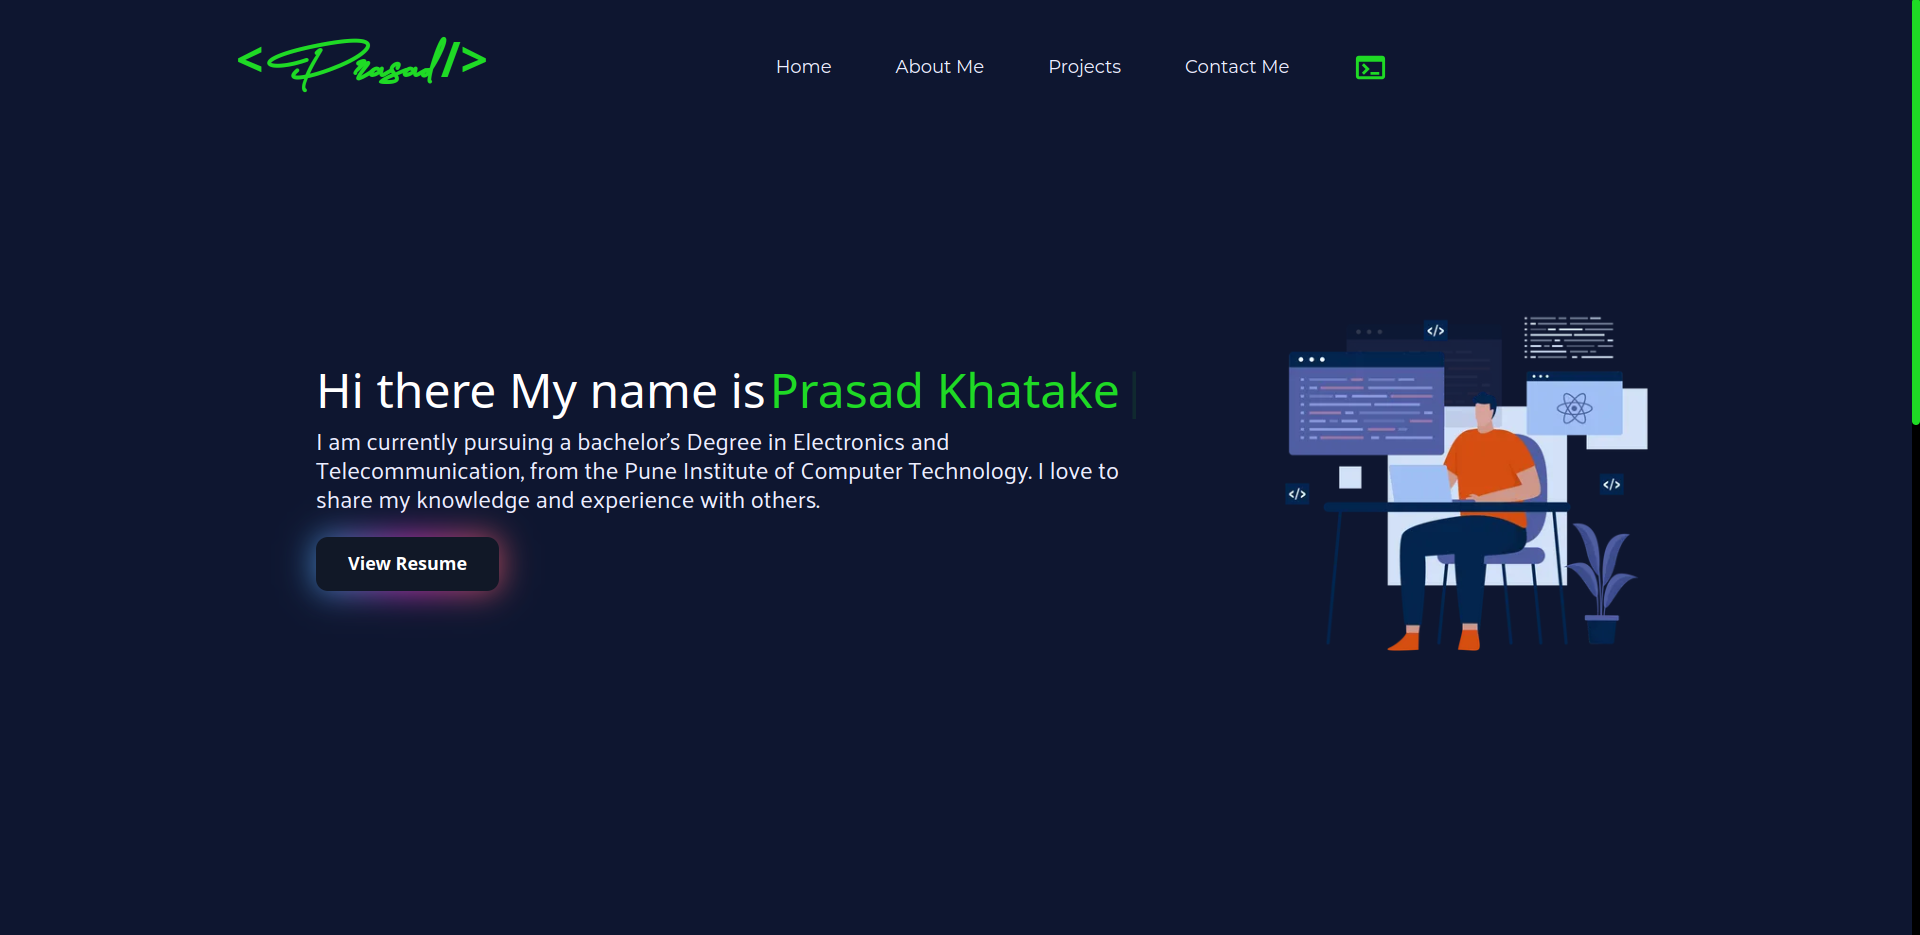 <Prasad/>
Home About Me Projects Contact Me
Hi there My name is Prasad Khatake
I am currently pursuing a bachelor's Degree in Electronics and
Telecommunication, from the Pune Institute of Computer Technology. I love to
share my knowledge and experience with others.
View Resume
</>
</>
</>